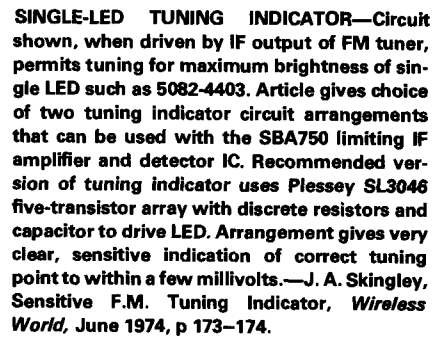 SINGLE-LED TUNING INDICATOR—Circuit
shown, when driven by IF output of FM tuner,
permits tuning for maximum brightness of sin-
gle LED such as 5082-4403. Article gives choice
of two tuning indicator circuit arrangements
that can be used with the SBA750 limiting IF
amplifier and detector IC. Recommended ver-
sion of tuning indicator uses Plessey SL3046
five-transistor array with discrete resistors and
capacitor to drive LED. Arrangement gives very
clear, sensitive indication of correct tuning
point to within a few millivolts.—J. A. Skingley,
Sensitive F.M. Tuning Indicator, Wireless
World, June 1974, p 173–174.